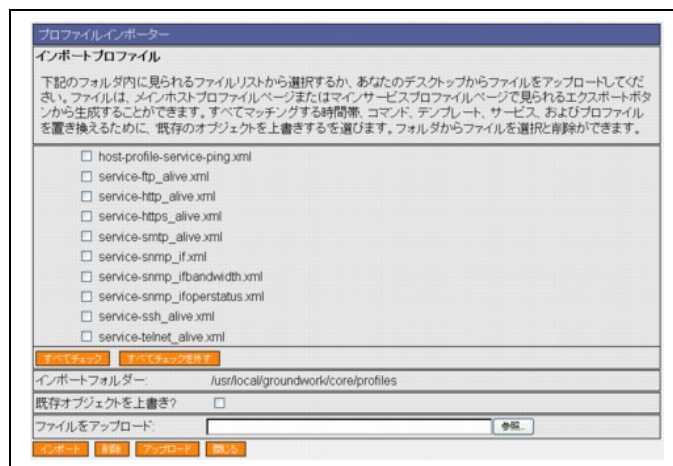 プロファイルインポーター
インポートプロファイル
下記のフォルダ内に見られるファイルリストから選択するか、あなたのデスクトップからファイルをアップロードしてくだ
さい。ファイルは、メインホストプロファイルページまたはマインサービスプロファイルページで見られるエクスポートボタ
ンから生成することができます。すべてマッチングする時間帯、コマンド、テンプレート、サービス、およびプロファイル
を置き換えるために、'既存のオブジェクトを上書きする'を選びます。フォルダからファイルを選択と削除ができます。
host-profile-service-ping.xml
service-ftp_alive.xml
service-http_alive.xml
service-https_alive.xml
service-smtp_alive.xml
service-snmp_if.xml
service-snmp_ifbandwidth.xml
service-snmp_ifoperstatus.xml
service-ssh_alive.xml
service-telnet_alive.xml
すべてチェック すべてチェックを外す
インポートフォルダー: /usr/local/groundwork/core/profiles
既存オブジェクトを上書き?
ファイルをアップロード: 参照...
インポート 削除 アップロード 閉じる